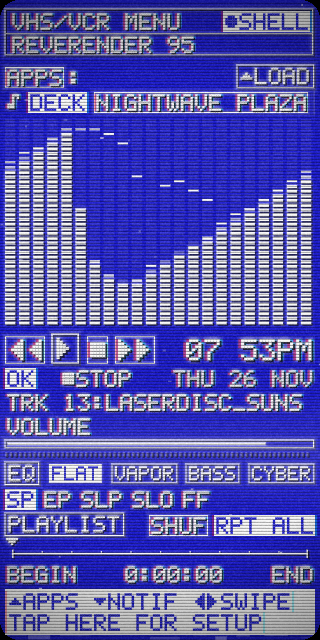 VHS/VCR MENU ●SHELL
REVERENDER 95
APPS: ▲LOAD
♪ DECK NIGHTWAVE PLAZA
07 53PM
OK ■STOP THU 26 NOV
TRK 13:LASERDISC_SUNS
VOLUME
EQ FLAT VAPOR BASS CYBER
SP EP SLP SLO FF
PLAYLIST SHUF RPT ALL
BEGIN 0:00:00 END
▲APPS ▼NOTIF ◀▶SWIPE
TAP HERE FOR SETUP